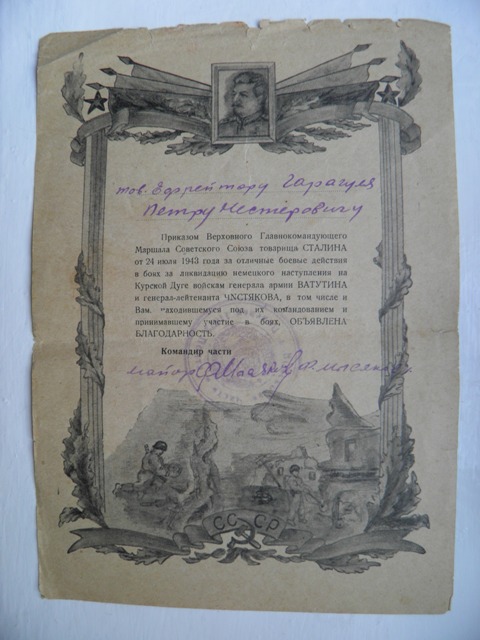 тов. Ефрейтору Гарагуля
Петру Нестеровичу
Приказом Верховного Главнокомандующего
Маршала Советского Союза товарища СТАЛИНА
от 24 июля 1943 года за отличные боевые действия
в боях за ликвидацию немецкого наступления на
Курской Дуге войскам генерала армии ВАТУТИНА
и генерал-лейтенанта ЧИСТЯКОВА, в том числе и
Вам, находившемуся под их командованием и
принимавшему участие в боях, ОБЪЯВЛЕНА
БЛАГОДАРНОСТЬ.
Командир части
майор
СССР